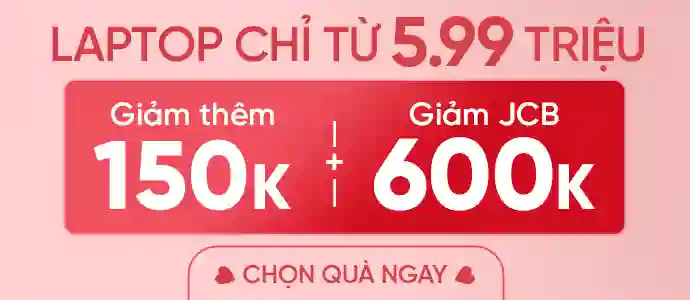 LAPTOP CHỈ TỪ 5.99 TRIỆU
Giảm thêm
150K
+
Giảm JCB
600K
CHỌN QUÀ NGAY